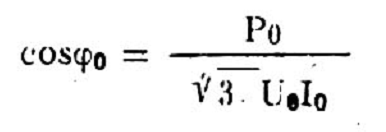 cosφ₀ = P₀ / √3 U₀I₀